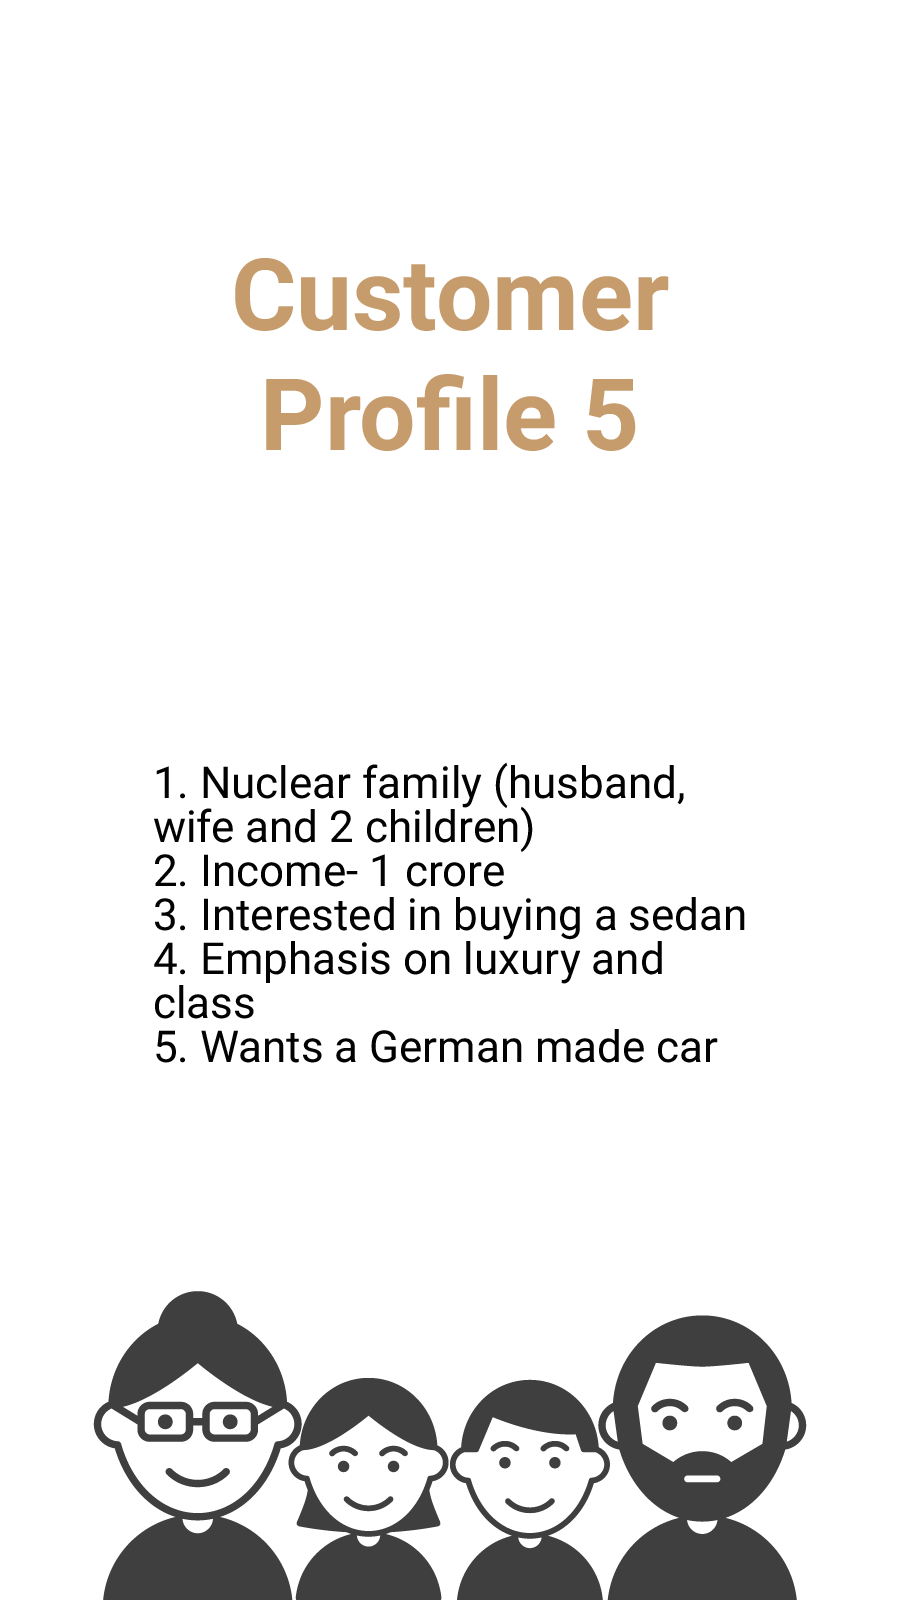 Customer
Profile 5
1. Nuclear family (husband,
wife and 2 children)
2. Income- 1 crore
3. Interested in buying a sedan
4. Emphasis on luxury and
class
5. Wants a German made car